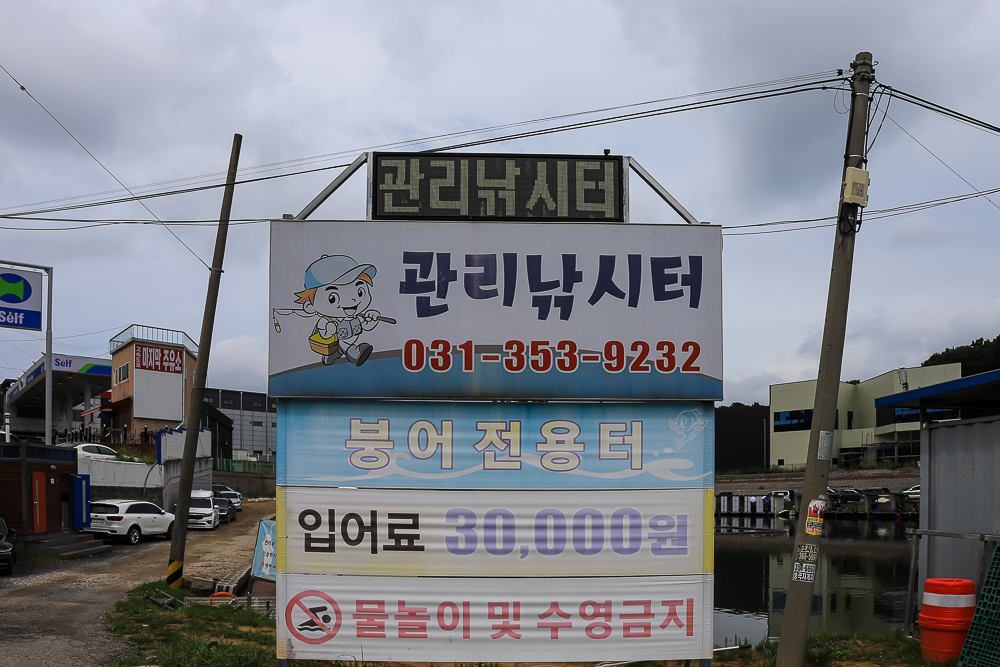 관리낚시터
관리낚시터
031-353-9232
붕어전용터
입어료 30,000원
물놀이 및 수영금지
Self
Self
마지막 주유소